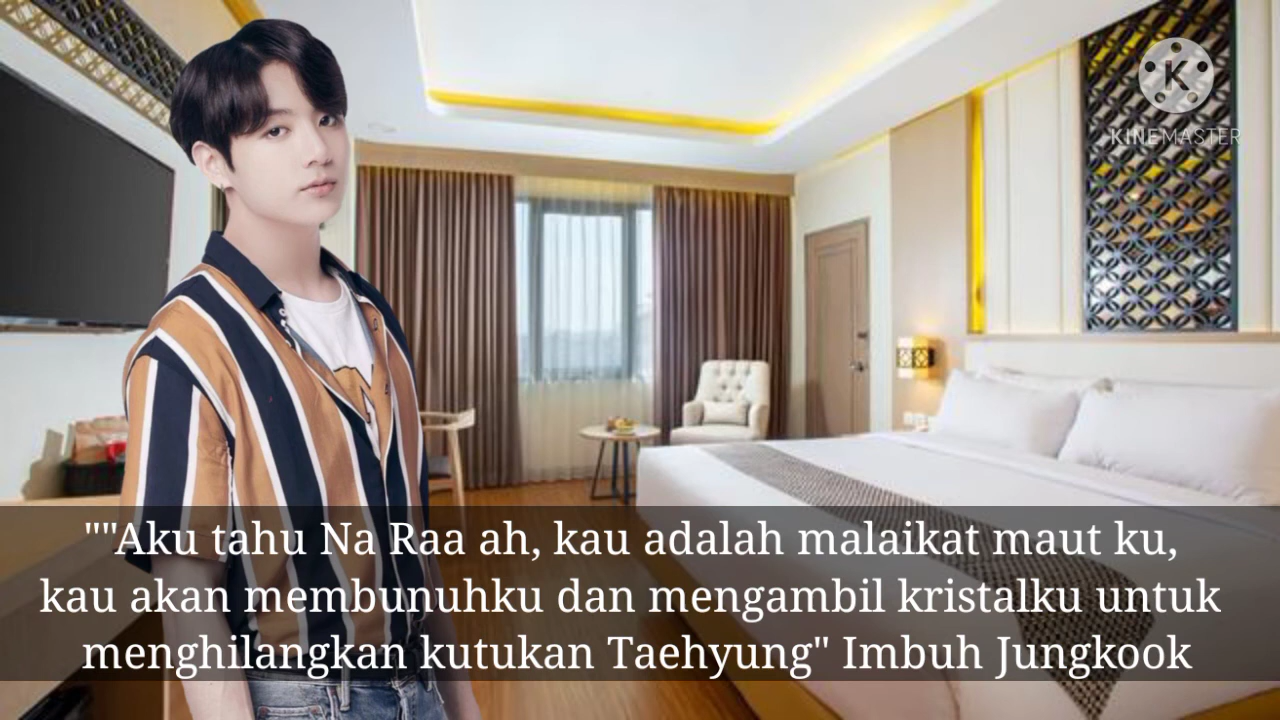 K
KINEMASTER
""Aku tahu Na Raa ah, kau adalah malaikat maut ku,
kau akan membunuhku dan mengambil kristalku untuk
menghilangkan kutukan Taehyung" Imbuh Jungkook